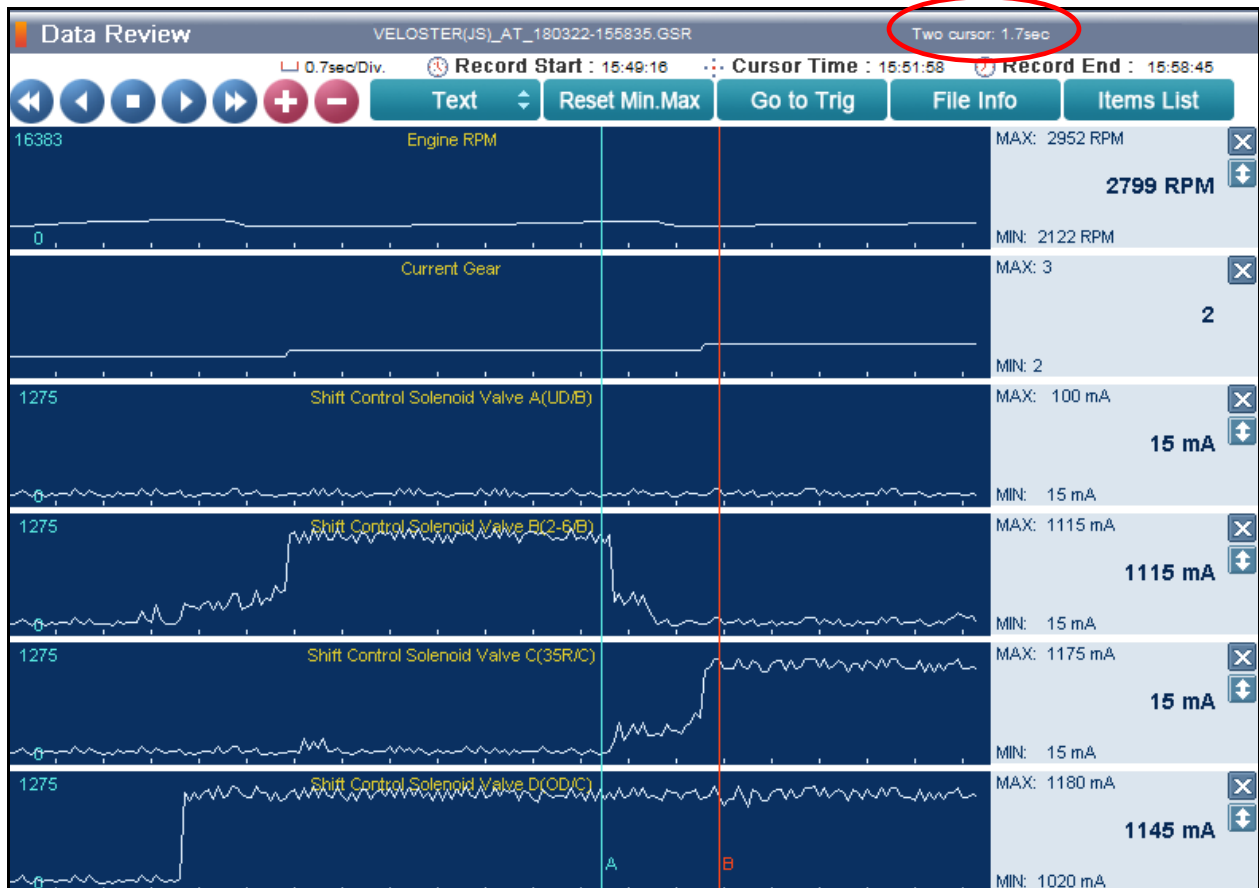 Data Review VELOSTER(JS)_AT_180322-155835.GSR Two cursor: 1.7sec
0.7sec/Div. Record Start : 15:49:16 Cursor Time : 15:51:58 Record End : 15:58:45
Text Reset Min.Max Go to Trig File Info Items List
16383 Engine RPM MAX: 2952 RPM
2799 RPM
0 MIN: 2122 RPM
Current Gear MAX: 3
2
MIN: 2
1275 Shift Control Solenoid Valve A(UD/B) MAX: 100 mA
15 mA
0 MIN: 15 mA
1275 Shift Control Solenoid Valve B(2-6/B) MAX: 1115 mA
1115 mA
0 MIN: 15 mA
1275 Shift Control Solenoid Valve C(35R/C) MAX: 1175 mA
15 mA
0 MIN: 15 mA
1275 Shift Control Solenoid Valve D(OD/C) MAX: 1180 mA
1145 mA
A B
0 MIN: 1020 mA